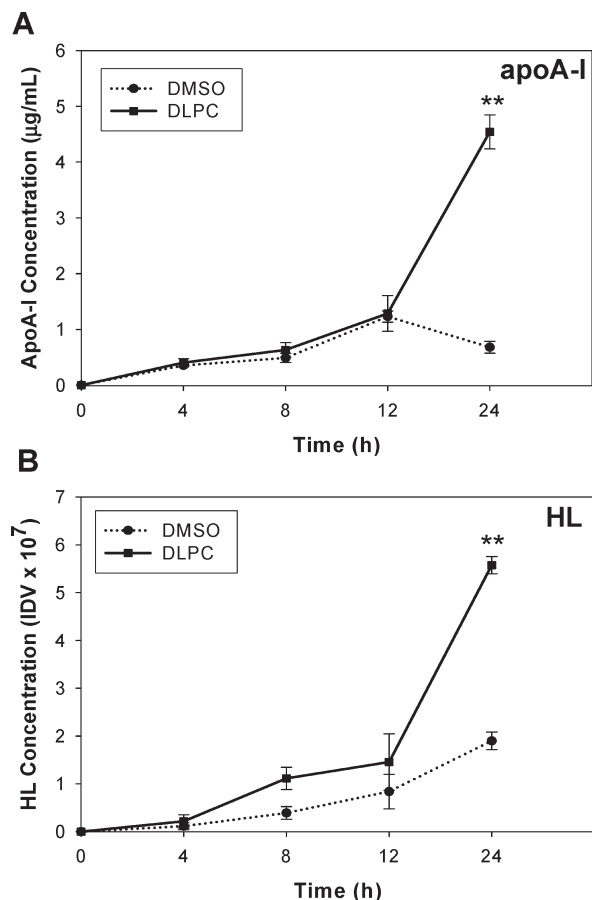 A
apoA-I
DMSO
DLPC
**
ApoA-I Concentration (µg/mL)
6
5
4
3
2
1
0
0 4 8 12 24
Time (h)
B
HL
DMSO
DLPC
**
HL Concentration (IDV x 10⁷)
7
6
5
4
3
2
1
0
0 4 8 12 24
Time (h)